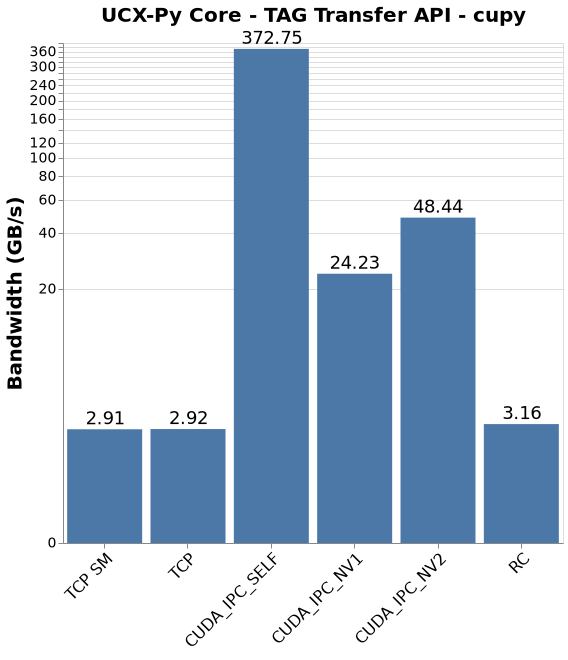 UCX-Py Core - TAG Transfer API - cupy
Bandwidth (GB/s)
360
300
240
200
160
120
100
80
60
40
20
0
2.91
2.92
372.75
24.23
48.44
3.16
TCP SM
TCP
CUDA_IPC_SELF
CUDA_IPC_NV1
CUDA_IPC_NV2
RC